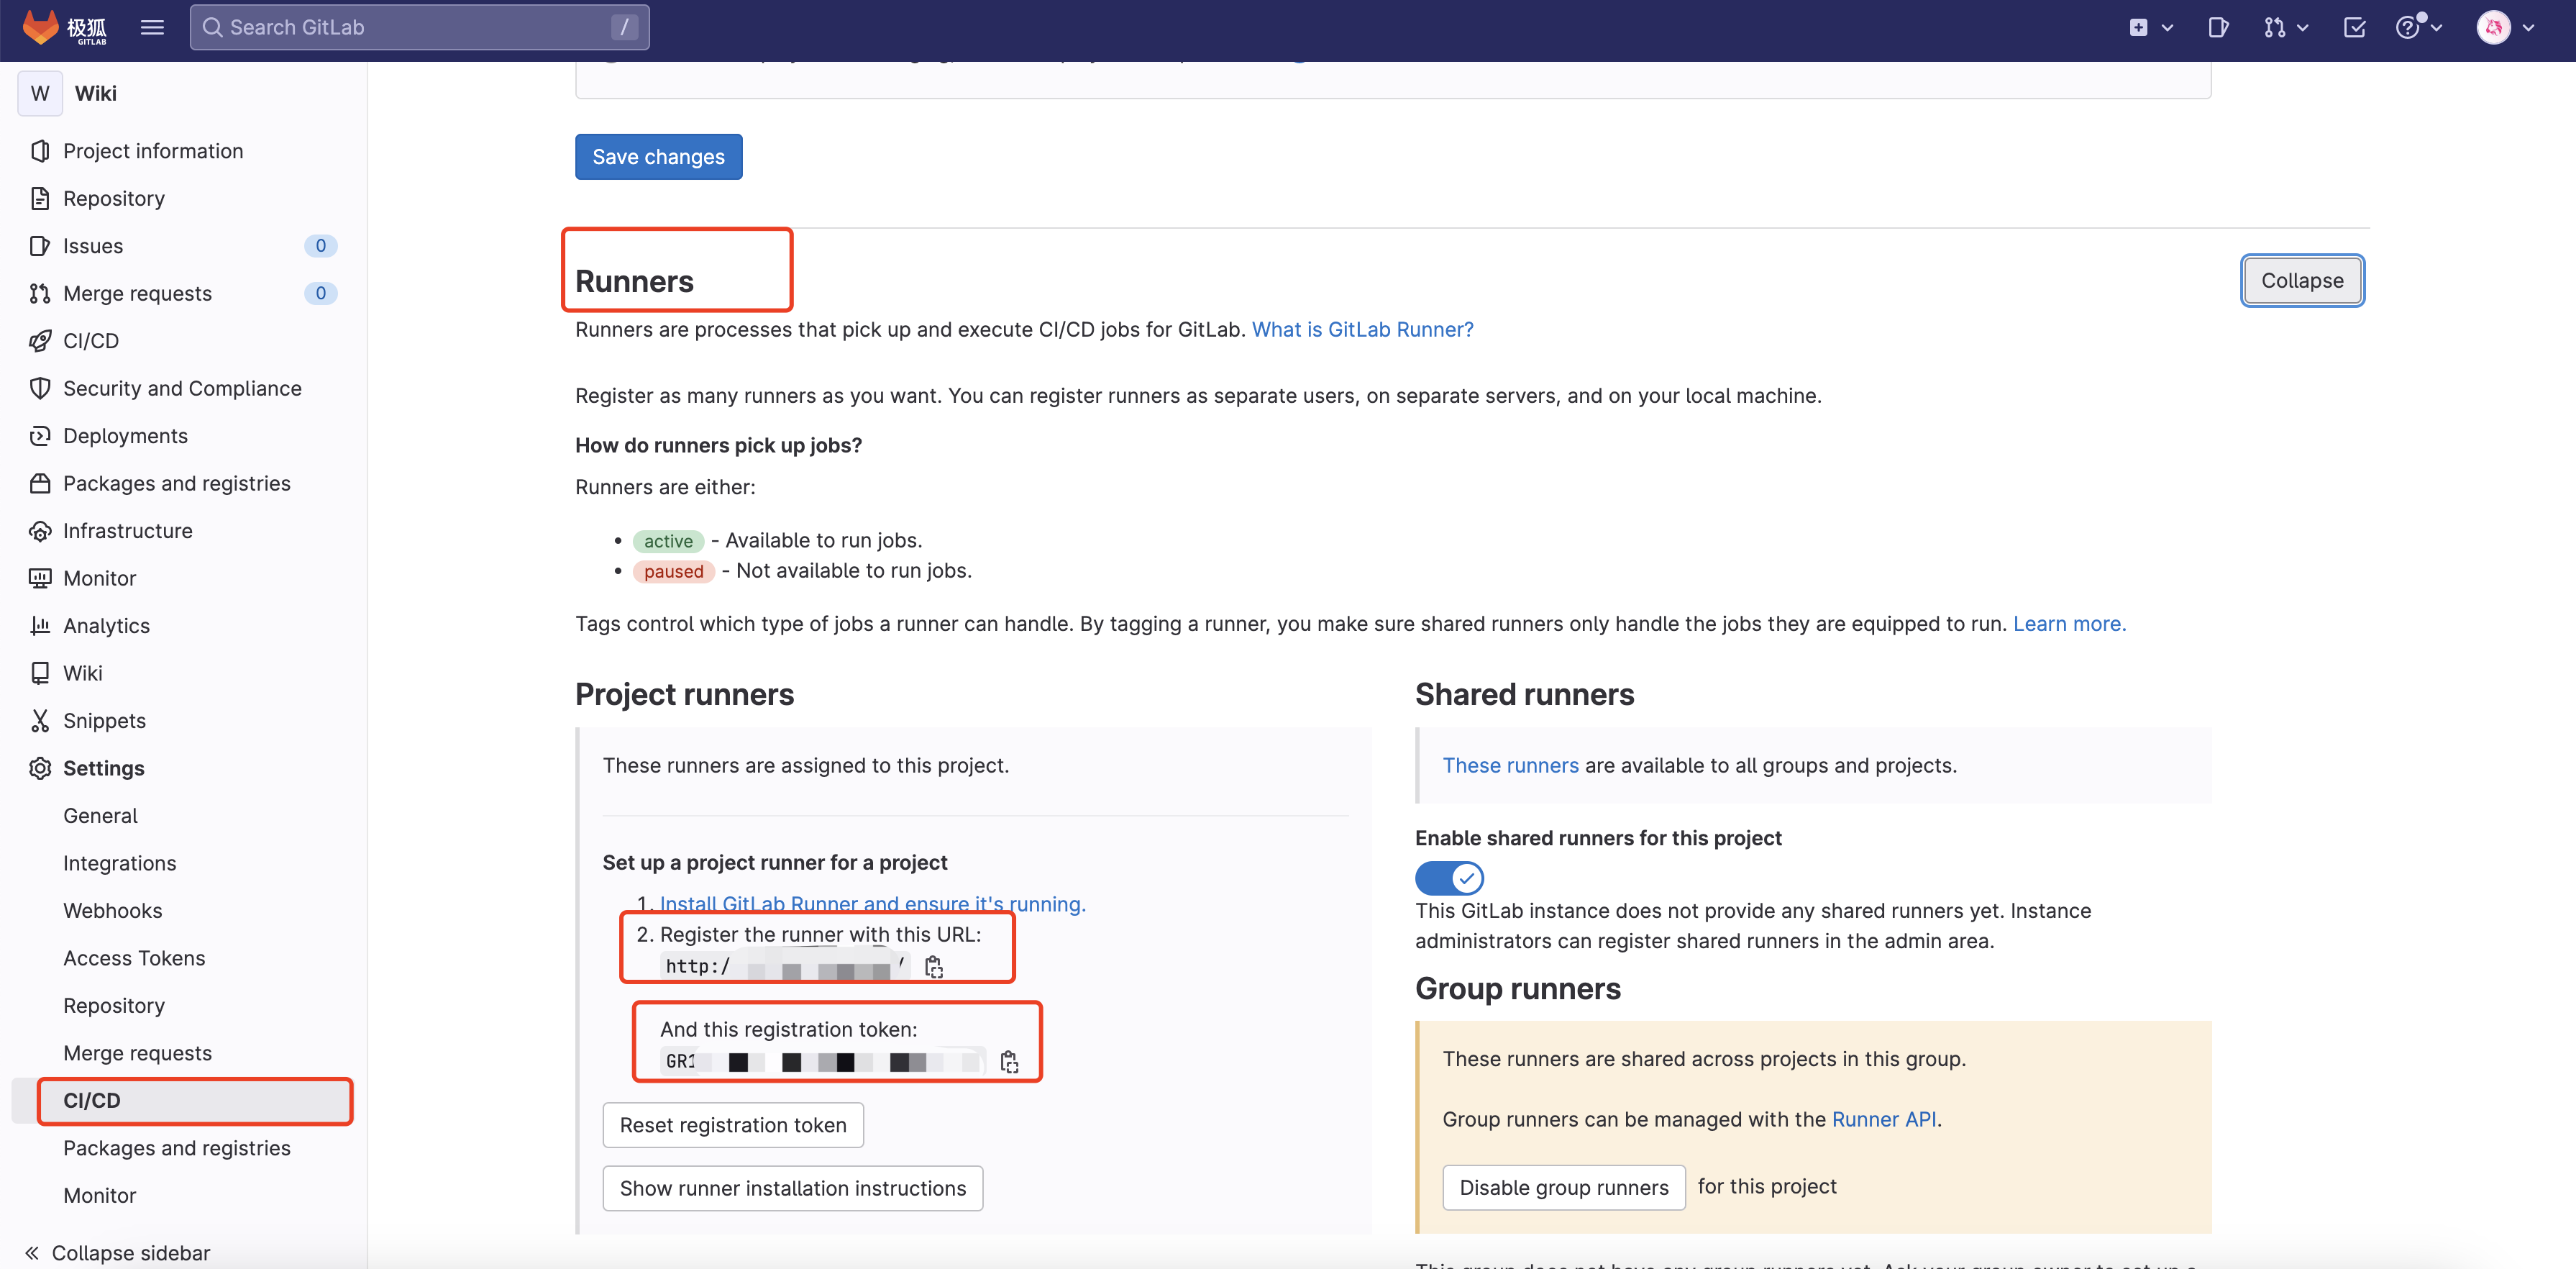 极狐
GITLAB
Search GitLab
/
W
Wiki
Project information
Repository
Issues
0
Merge requests
0
CI/CD
Security and Compliance
Deployments
Packages and registries
Infrastructure
Monitor
Analytics
Wiki
Snippets
Settings
General
Integrations
Webhooks
Access Tokens
Repository
Merge requests
CI/CD
Packages and registries
Monitor
Collapse sidebar
Save changes
Runners
Collapse
Runners are processes that pick up and execute CI/CD jobs for GitLab. What is GitLab Runner?
Register as many runners as you want. You can register runners as separate users, on separate servers, and on your local machine.
How do runners pick up jobs?
Runners are either:
• active - Available to run jobs.
• paused - Not available to run jobs.
Tags control which type of jobs a runner can handle. By tagging a runner, you make sure shared runners only handle the jobs they are equipped to run. Learn more.
Project runners
These runners are assigned to this project.
Set up a project runner for a project
1. Install GitLab Runner and ensure it's running.
2. Register the runner with this URL:
http:/ /
And this registration token:
GR1
Reset registration token
Show runner installation instructions
Shared runners
These runners are available to all groups and projects.
Enable shared runners for this project
This GitLab instance does not provide any shared runners yet. Instance
administrators can register shared runners in the admin area.
Group runners
These runners are shared across projects in this group.
Group runners can be managed with the Runner API.
Disable group runners for this project